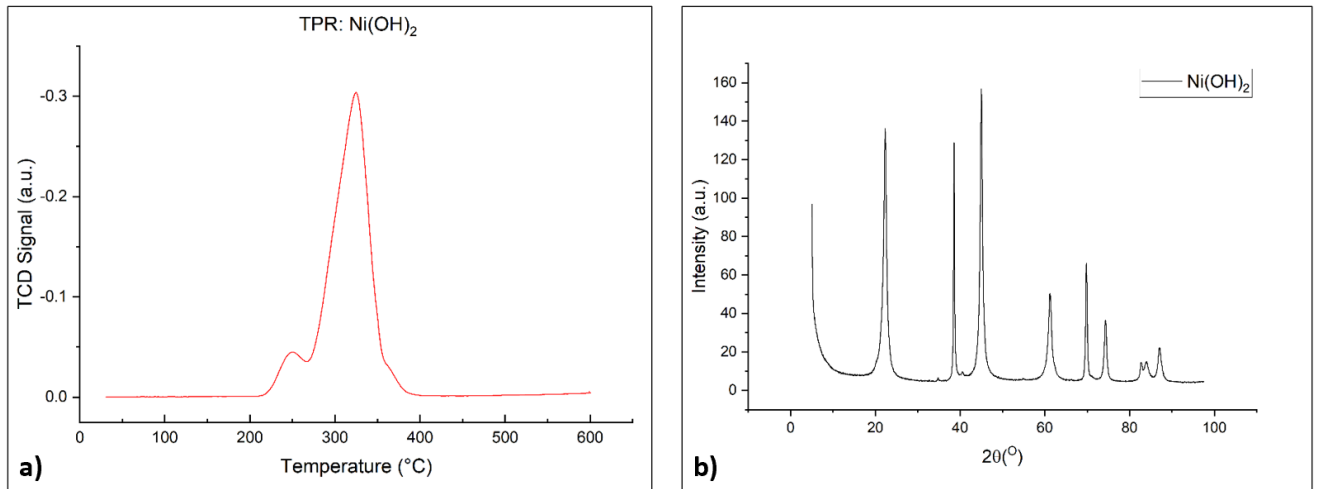 TPR: Ni(OH)₂
-0.3
-0.2
-0.1
0.0
TCD Signal (a.u.)
0 100 200 300 400 500 600
Temperature (°C)
a)
Ni(OH)₂
160
140
120
100
80
60
40
20
0
Intensity (a.u.)
0 20 40 60 80 100
2θ(°)
b)